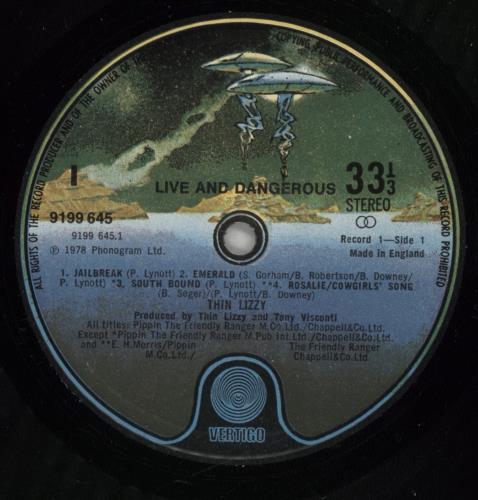 COPYING, PUBLIC PERFORMANCE AND BROADCASTING OF THIS RECORD PROHIBITED
ALL RIGHTS OF THE RECORD PRODUCER AND OF THE OWNER OF
1
LIVE AND DANGEROUS
33 1/3
STEREO
9199 645
9199 645.1
℗ 1978 Phonogram Ltd.
Record 1—Side 1
Made in England
1. JAILBREAK (P. Lynott) 2. EMERALD (S. Gorham/B. Robertson/B. Downey/
P. Lynott) *3. SOUTH BOUND (P. Lynott) **4. ROSALIE/COWGIRLS' SONG
(B. Seger)/(P. Lynott/B. Downey)
THIN LIZZY
Produced by Thin Lizzy and Tony Visconti
All titles: Pippin The Friendly Ranger M.Co.Ltd./Chappell&Co.Ltd.
Except *Pippin The Friendly Ranger M.Pub Int Ltd./Chappell&Co.Ltd.
and **E. H.Morris/Pippin The Friendly Ranger
M.Co.Ltd./ Chappell&Co.Ltd.
VERTIGO